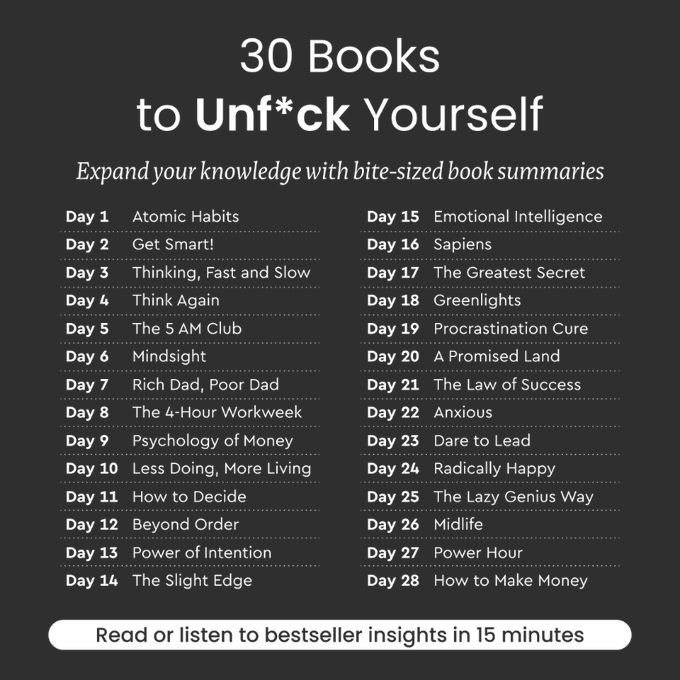 30 Books
to Unf*ck Yourself
Expand your knowledge with bite-sized book summaries
Day 1 Atomic Habits
Day 2 Get Smart!
Day 3 Thinking, Fast and Slow
Day 4 Think Again
Day 5 The 5 AM Club
Day 6 Mindsight
Day 7 Rich Dad, Poor Dad
Day 8 The 4-Hour Workweek
Day 9 Psychology of Money
Day 10 Less Doing, More Living
Day 11 How to Decide
Day 12 Beyond Order
Day 13 Power of Intention
Day 14 The Slight Edge
Day 15 Emotional Intelligence
Day 16 Sapiens
Day 17 The Greatest Secret
Day 18 Greenlights
Day 19 Procrastination Cure
Day 20 A Promised Land
Day 21 The Law of Success
Day 22 Anxious
Day 23 Dare to Lead
Day 24 Radically Happy
Day 25 The Lazy Genius Way
Day 26 Midlife
Day 27 Power Hour
Day 28 How to Make Money
Read or listen to bestseller insights in 15 minutes